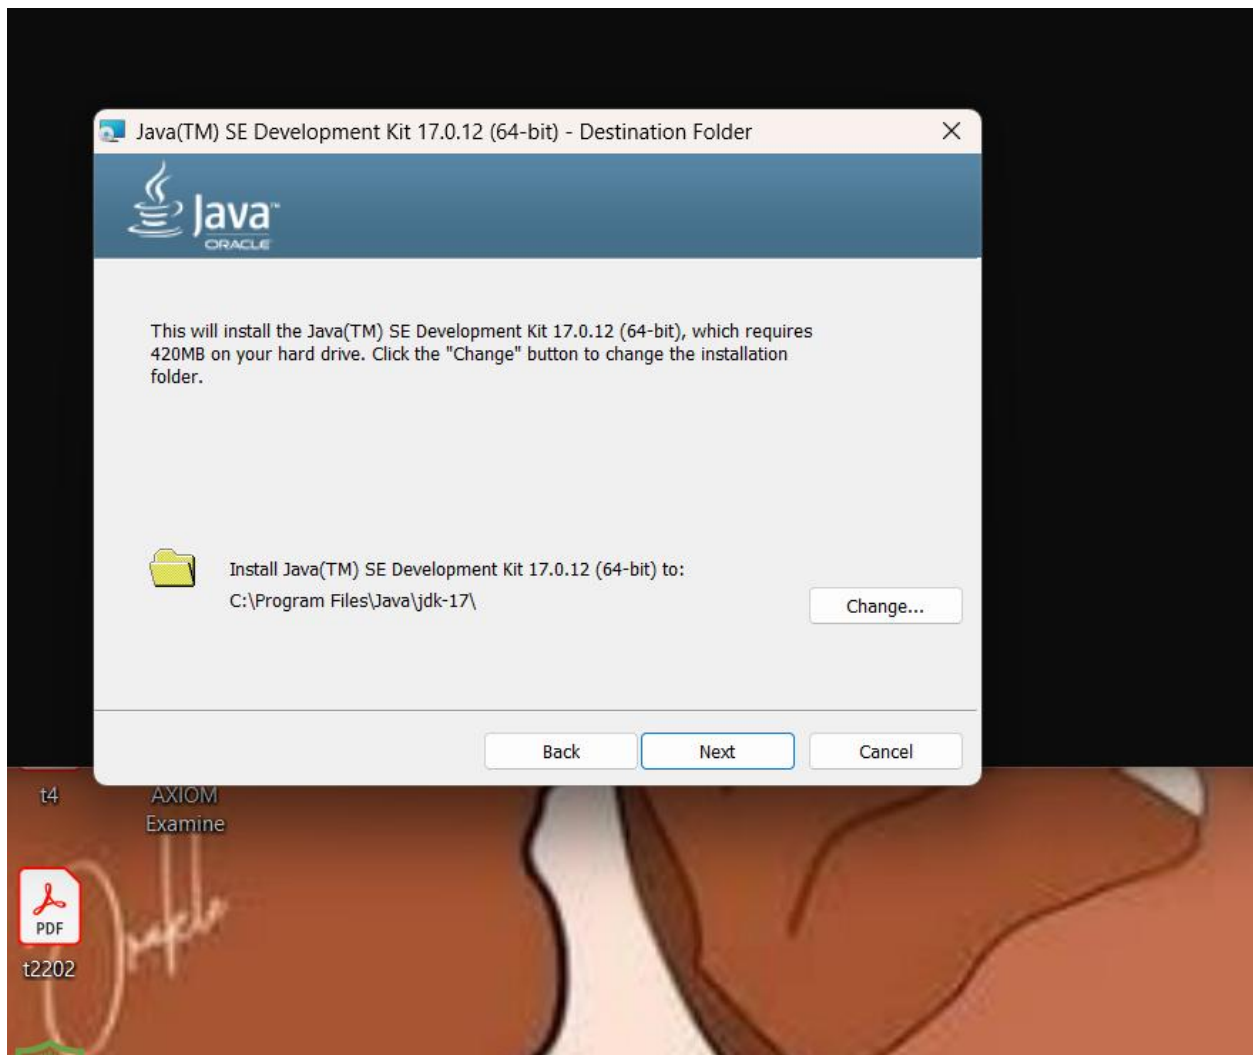 Java(TM) SE Development Kit 17.0.12 (64-bit) - Destination Folder
Java™
ORACLE
This will install the Java(TM) SE Development Kit 17.0.12 (64-bit), which requires
420MB on your hard drive. Click the "Change" button to change the installation
folder.
Install Java(TM) SE Development Kit 17.0.12 (64-bit) to:
C:\Program Files\Java\jdk-17\
Change...
Back
Next
Cancel
t4
AXIOM
Examine
PDF
t2202